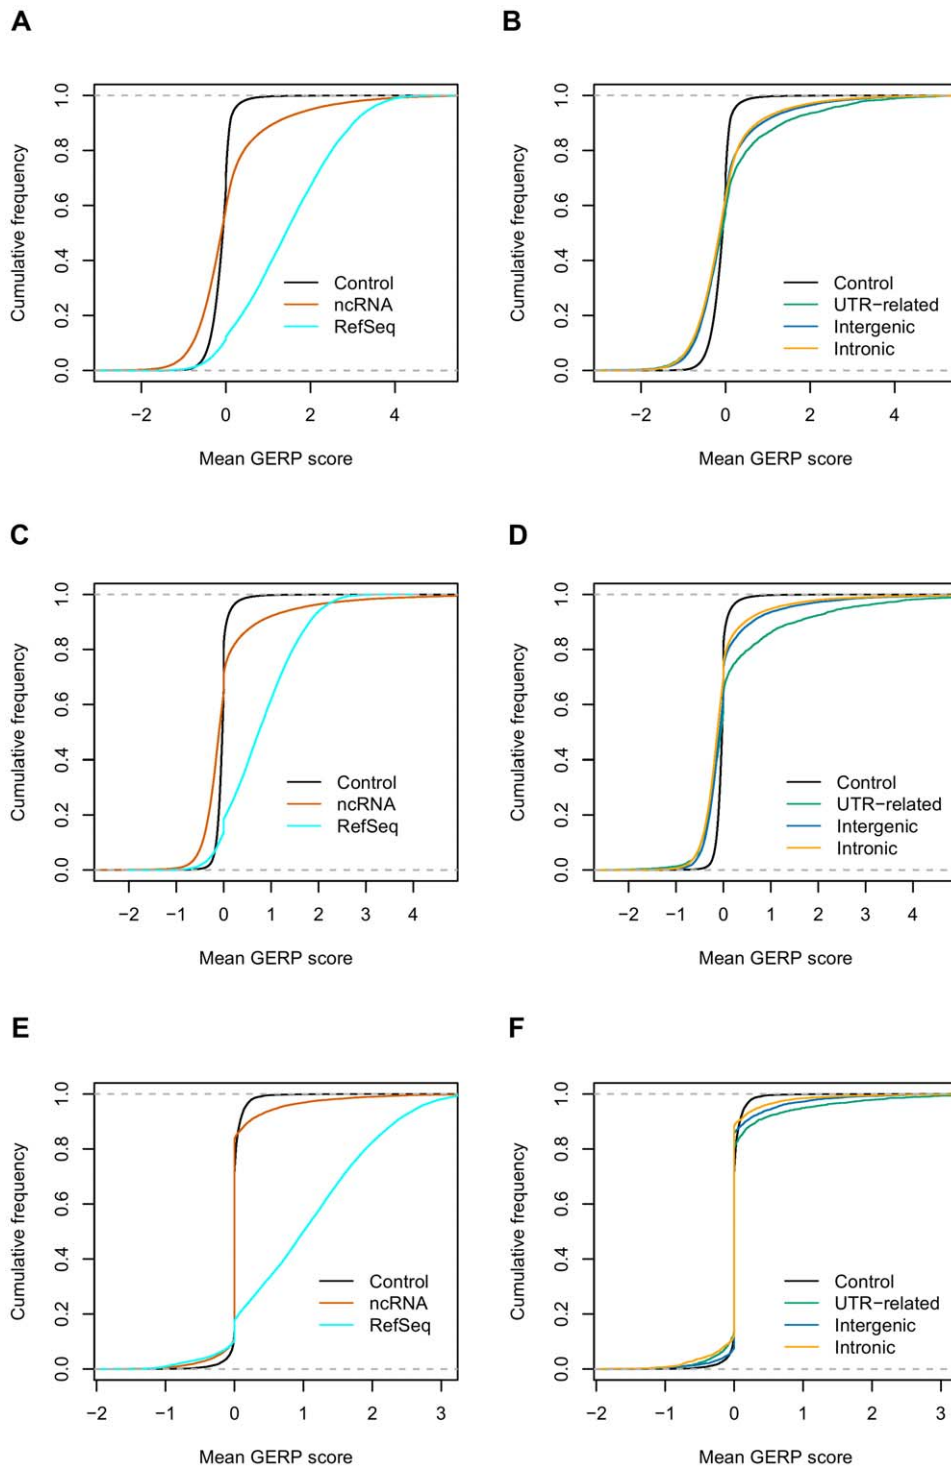 A
Cumulative frequency
1.0
0.8
0.6
0.4
0.2
0.0
Control
ncRNA
RefSeq
−2 0 2 4
Mean GERP score
B
Cumulative frequency
1.0
0.8
0.6
0.4
0.2
0.0
Control
UTR−related
Intergenic
Intronic
−2 0 2 4
Mean GERP score
C
Cumulative frequency
1.0
0.8
0.6
0.4
0.2
0.0
Control
ncRNA
RefSeq
−2 −1 0 1 2 3 4
Mean GERP score
D
Cumulative frequency
1.0
0.8
0.6
0.4
0.2
0.0
Control
UTR−related
Intergenic
Intronic
−2 −1 0 1 2 3 4
Mean GERP score
E
Cumulative frequency
1.0
0.8
0.6
0.4
0.2
0.0
Control
ncRNA
RefSeq
−2 −1 0 1 2 3
Mean GERP score
F
Cumulative frequency
1.0
0.8
0.6
0.4
0.2
0.0
Control
UTR−related
Intergenic
Intronic
−2 −1 0 1 2 3
Mean GERP score